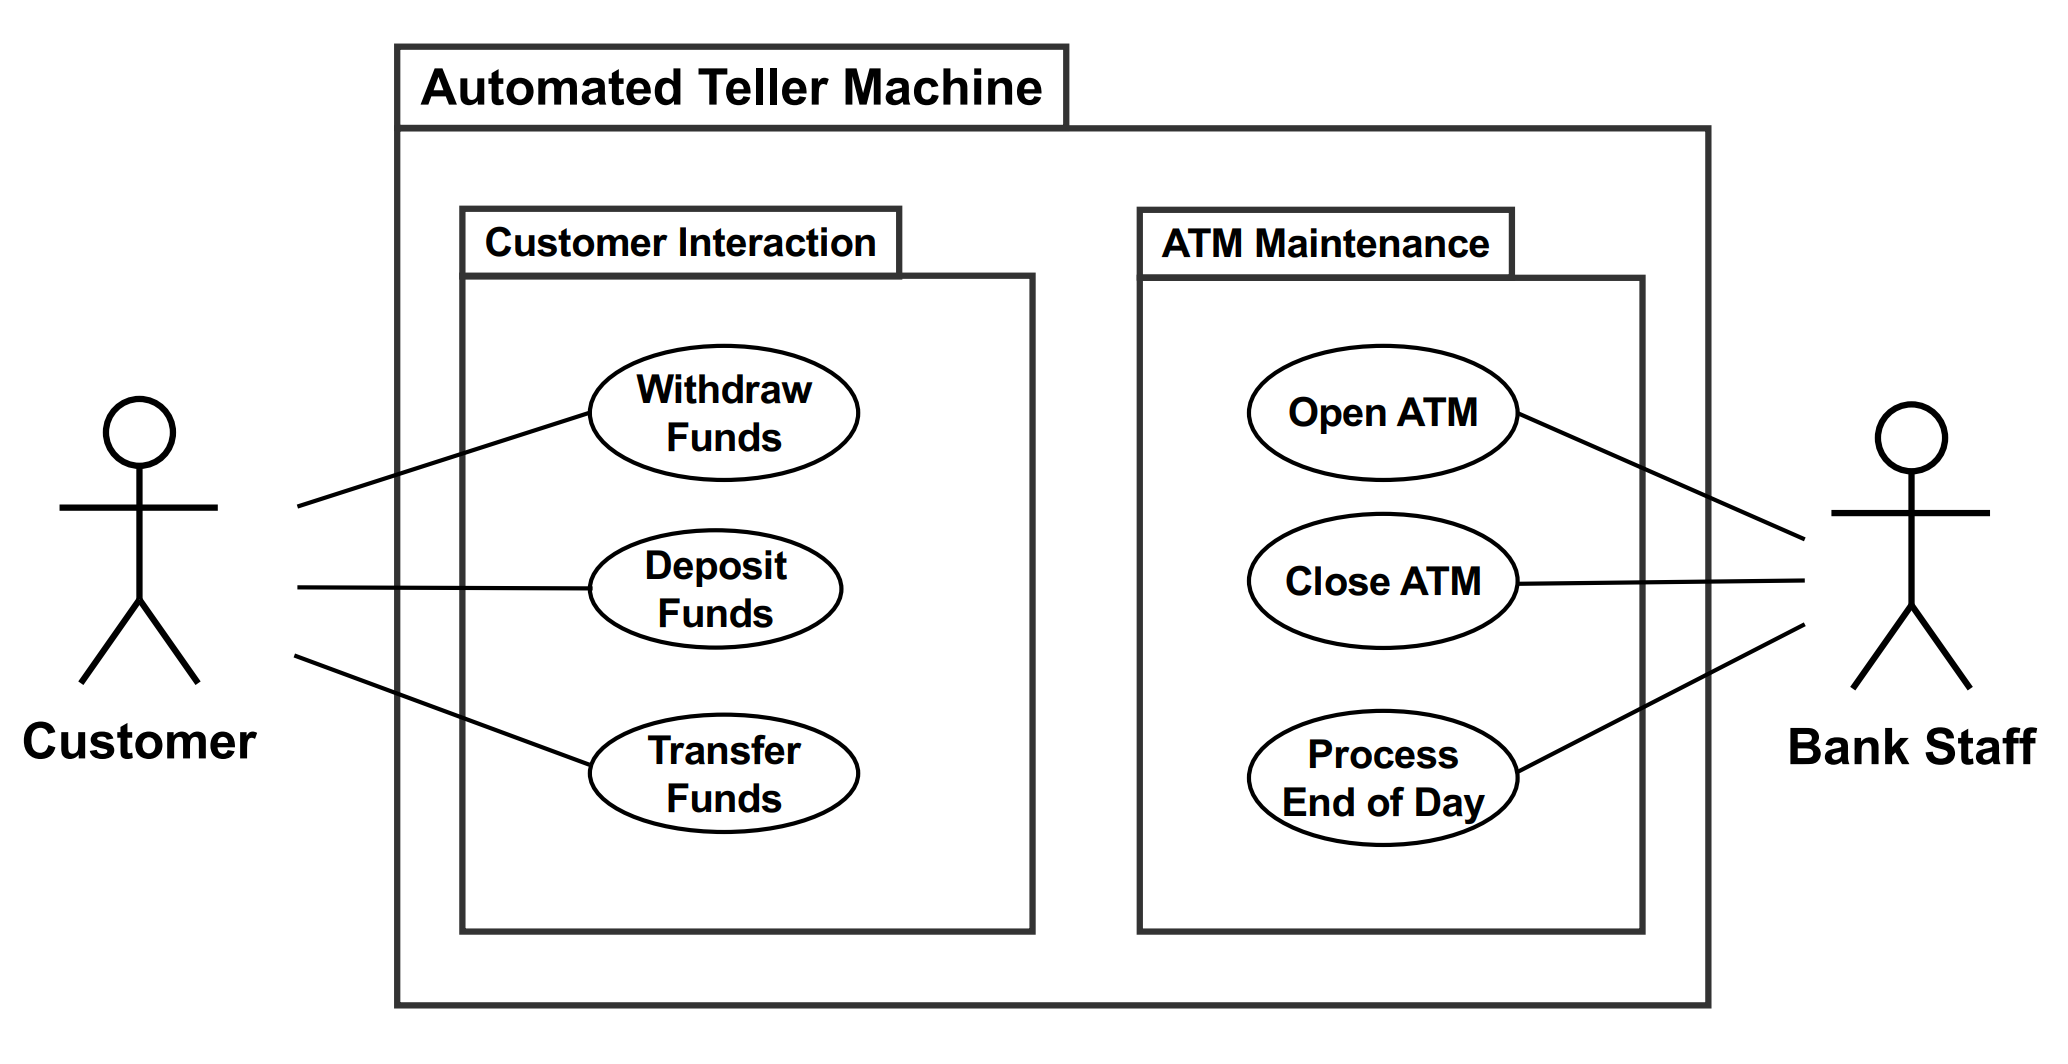 Automated Teller Machine
Customer Interaction
ATM Maintenance
Withdraw
Funds
Open ATM
Deposit
Funds
Close ATM
Transfer
Funds
Process
End of Day
Customer
Bank Staff